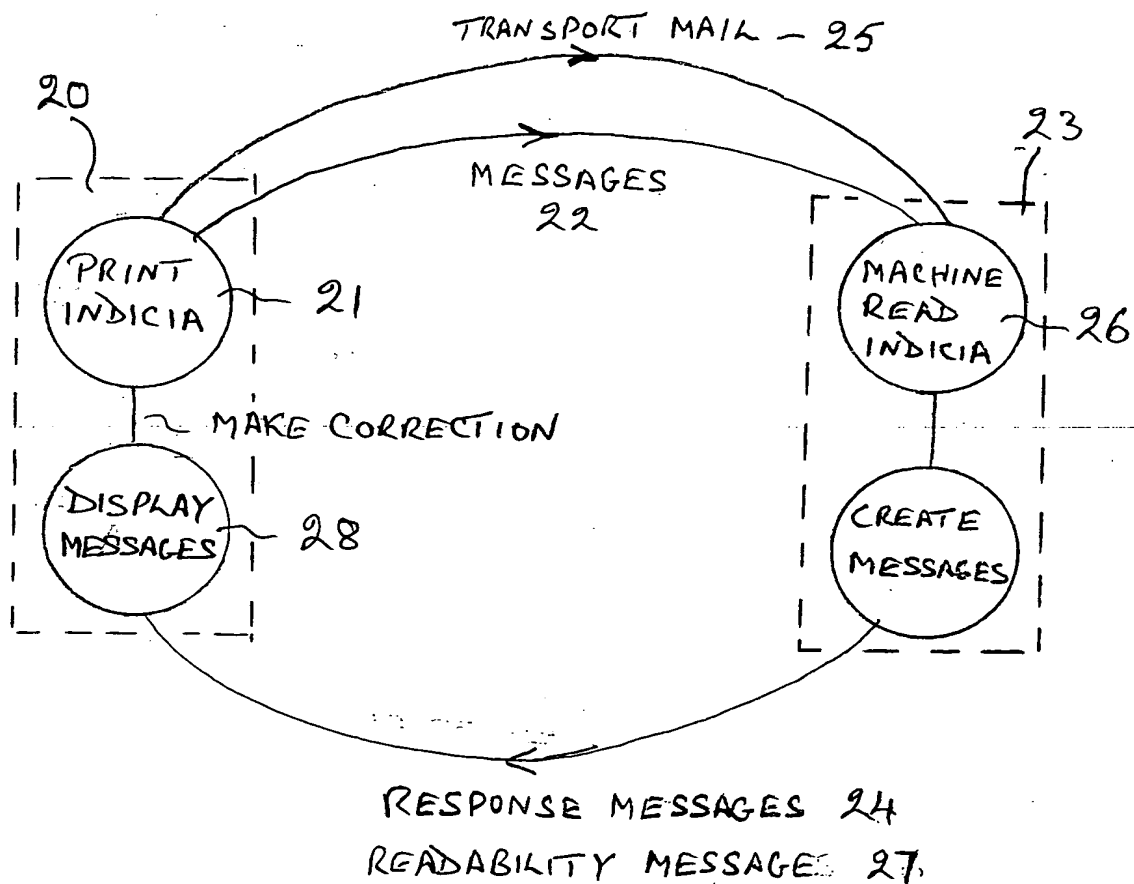 TRANSPORT MAIL - 25
20
23
MESSAGES
22
PRINT
INDICIA
21
MACHINE
READ
INDICIA
26
MAKE CORRECTION
DISPLAY
MESSAGES
28
CREATE
MESSAGES
RESPONSE MESSAGES 24
READABILITY MESSAGE 27